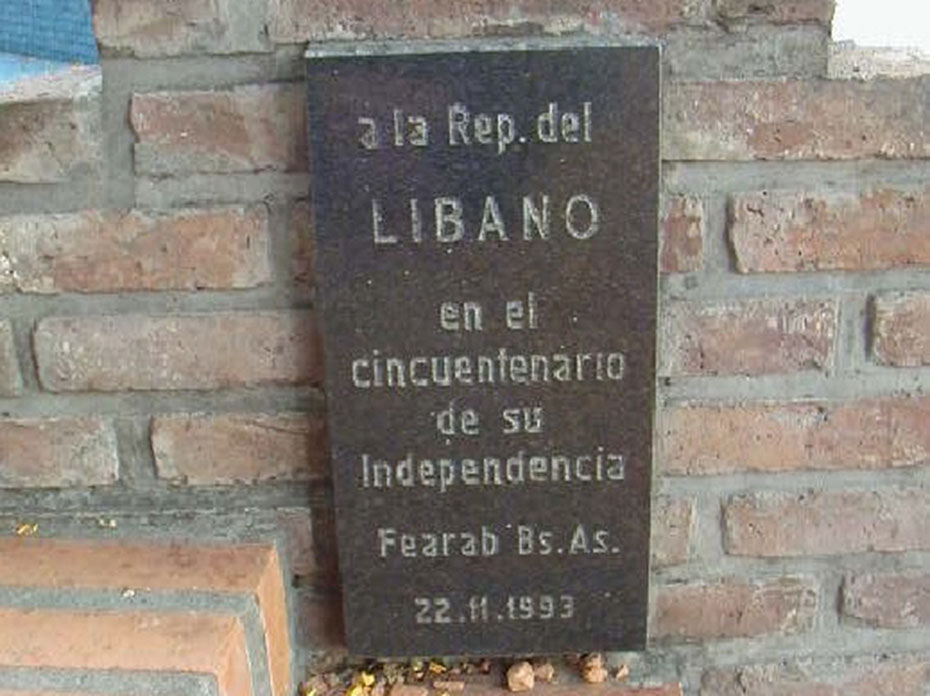 a la Rep. del
LIBANO
en el
cincuentenario
de su
Independencia
Fearab Bs.As.
22.11.1993